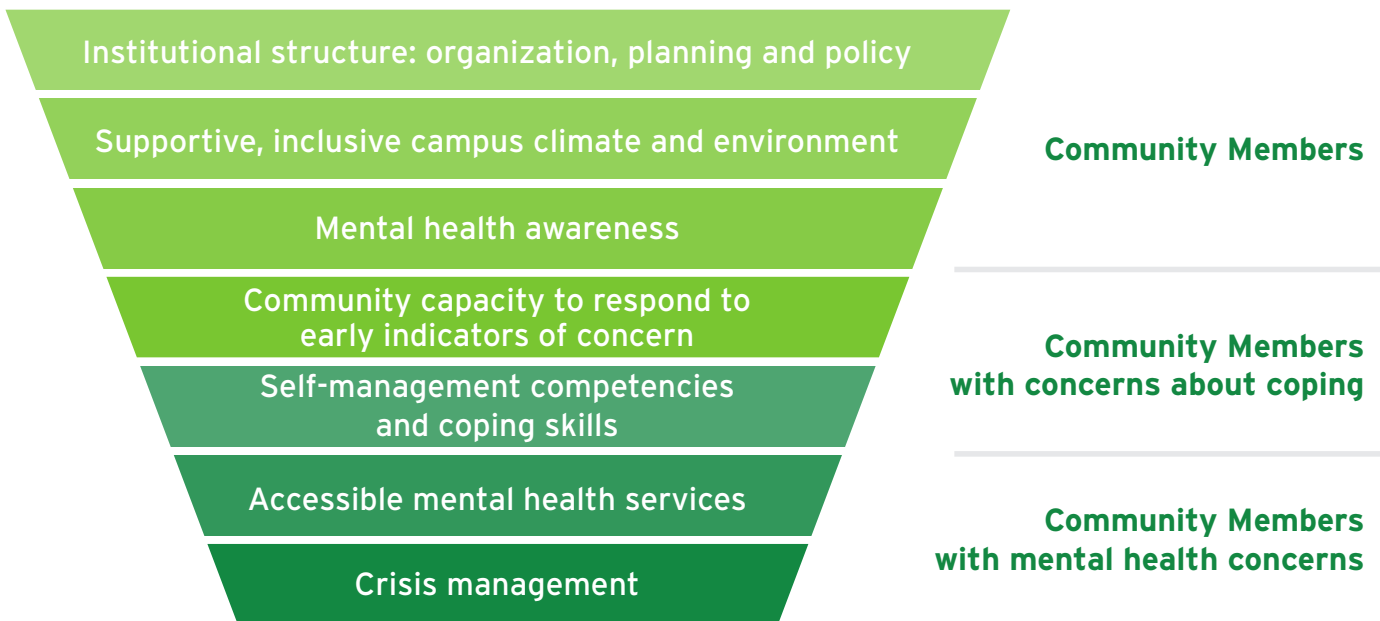 Institutional structure: organization, planning and policy
Supportive, inclusive campus climate and environment
Mental health awareness
Community Members
Community capacity to respond to
early indicators of concern
Self-management competencies
and coping skills
Community Members
with concerns about coping
Accessible mental health services
Crisis management
Community Members
with mental health concerns